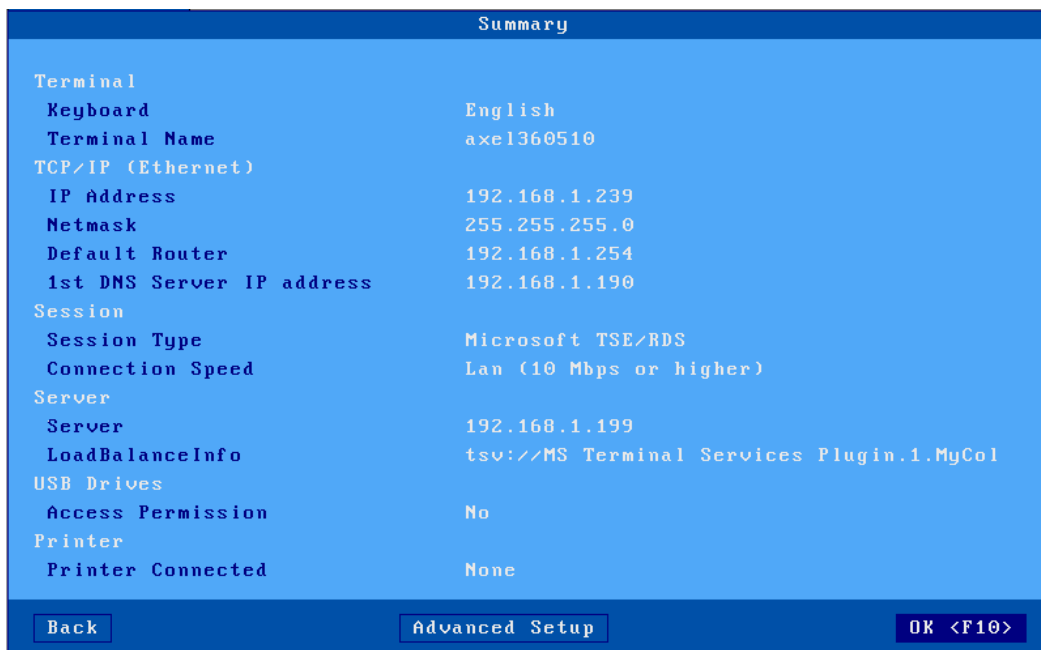 Summary
Terminal
Keyboard English
Terminal Name axel360510
TCP/IP (Ethernet)
IP Address 192.168.1.239
Netmask 255.255.255.0
Default Router 192.168.1.254
1st DNS Server IP address 192.168.1.190
Session
Session Type Microsoft TSE/RDS
Connection Speed Lan (10 Mbps or higher)
Server
Server 192.168.1.199
LoadBalanceInfo tsv://MS Terminal Services Plugin.1.MyCol
USB Drives
Access Permission No
Printer
Printer Connected None
Back Advanced Setup OK <F10>